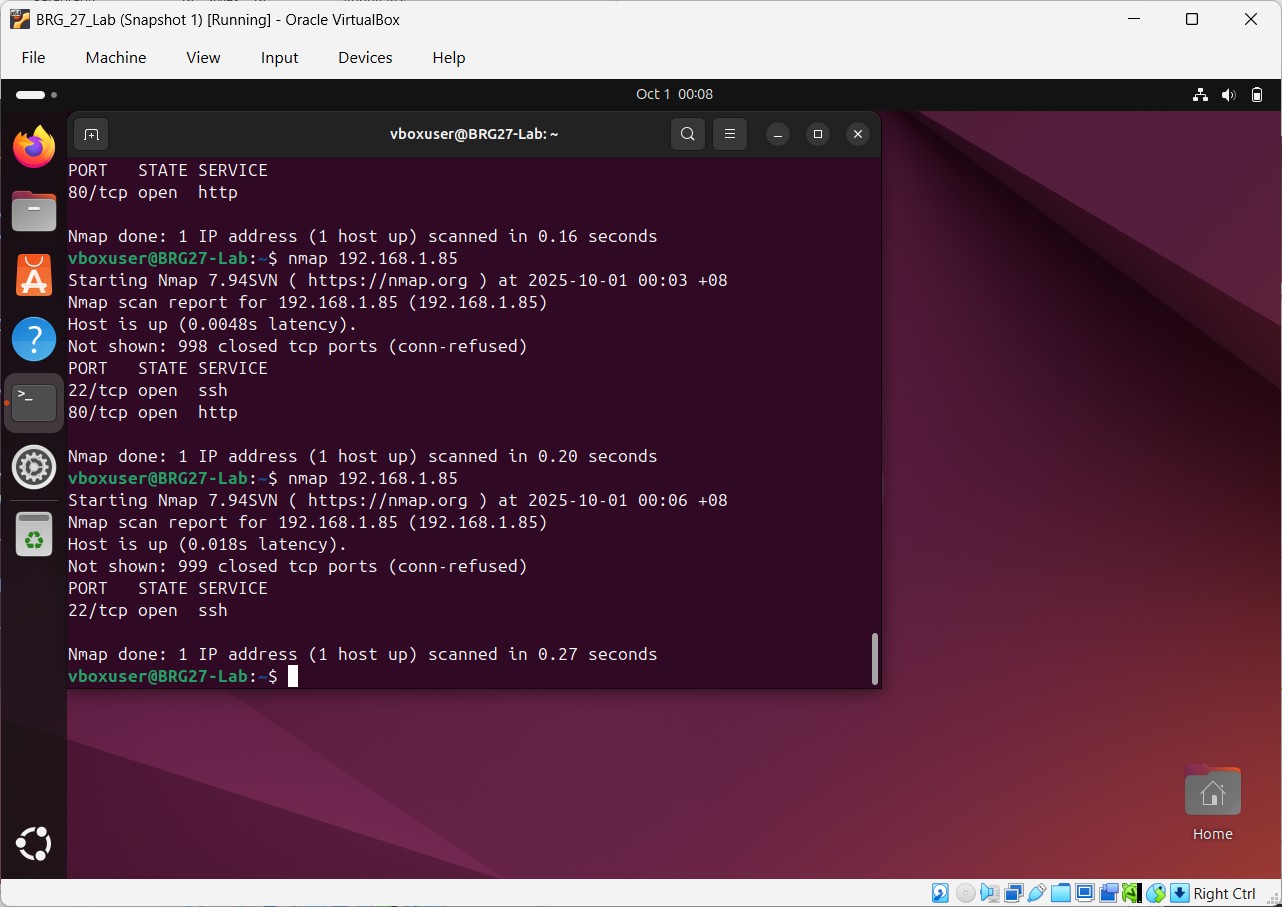 BRG_27_Lab (Snapshot 1) [Running] - Oracle VirtualBox
File Machine View Input Devices Help
Oct 1 00:08
vboxuser@BRG27-Lab: ~
PORT   STATE SERVICE
80/tcp open  http
Nmap done: 1 IP address (1 host up) scanned in 0.16 seconds
vboxuser@BRG27-Lab:~$ nmap 192.168.1.85
Starting Nmap 7.94SVN ( https://nmap.org ) at 2025-10-01 00:03 +08
Nmap scan report for 192.168.1.85 (192.168.1.85)
Host is up (0.0048s latency).
Not shown: 998 closed tcp ports (conn-refused)
PORT   STATE SERVICE
22/tcp open  ssh
80/tcp open  http
Nmap done: 1 IP address (1 host up) scanned in 0.20 seconds
vboxuser@BRG27-Lab:~$ nmap 192.168.1.85
Starting Nmap 7.94SVN ( https://nmap.org ) at 2025-10-01 00:06 +08
Nmap scan report for 192.168.1.85 (192.168.1.85)
Host is up (0.018s latency).
Not shown: 999 closed tcp ports (conn-refused)
PORT   STATE SERVICE
22/tcp open  ssh
Nmap done: 1 IP address (1 host up) scanned in 0.27 seconds
vboxuser@BRG27-Lab:~$
Home
Right Ctrl